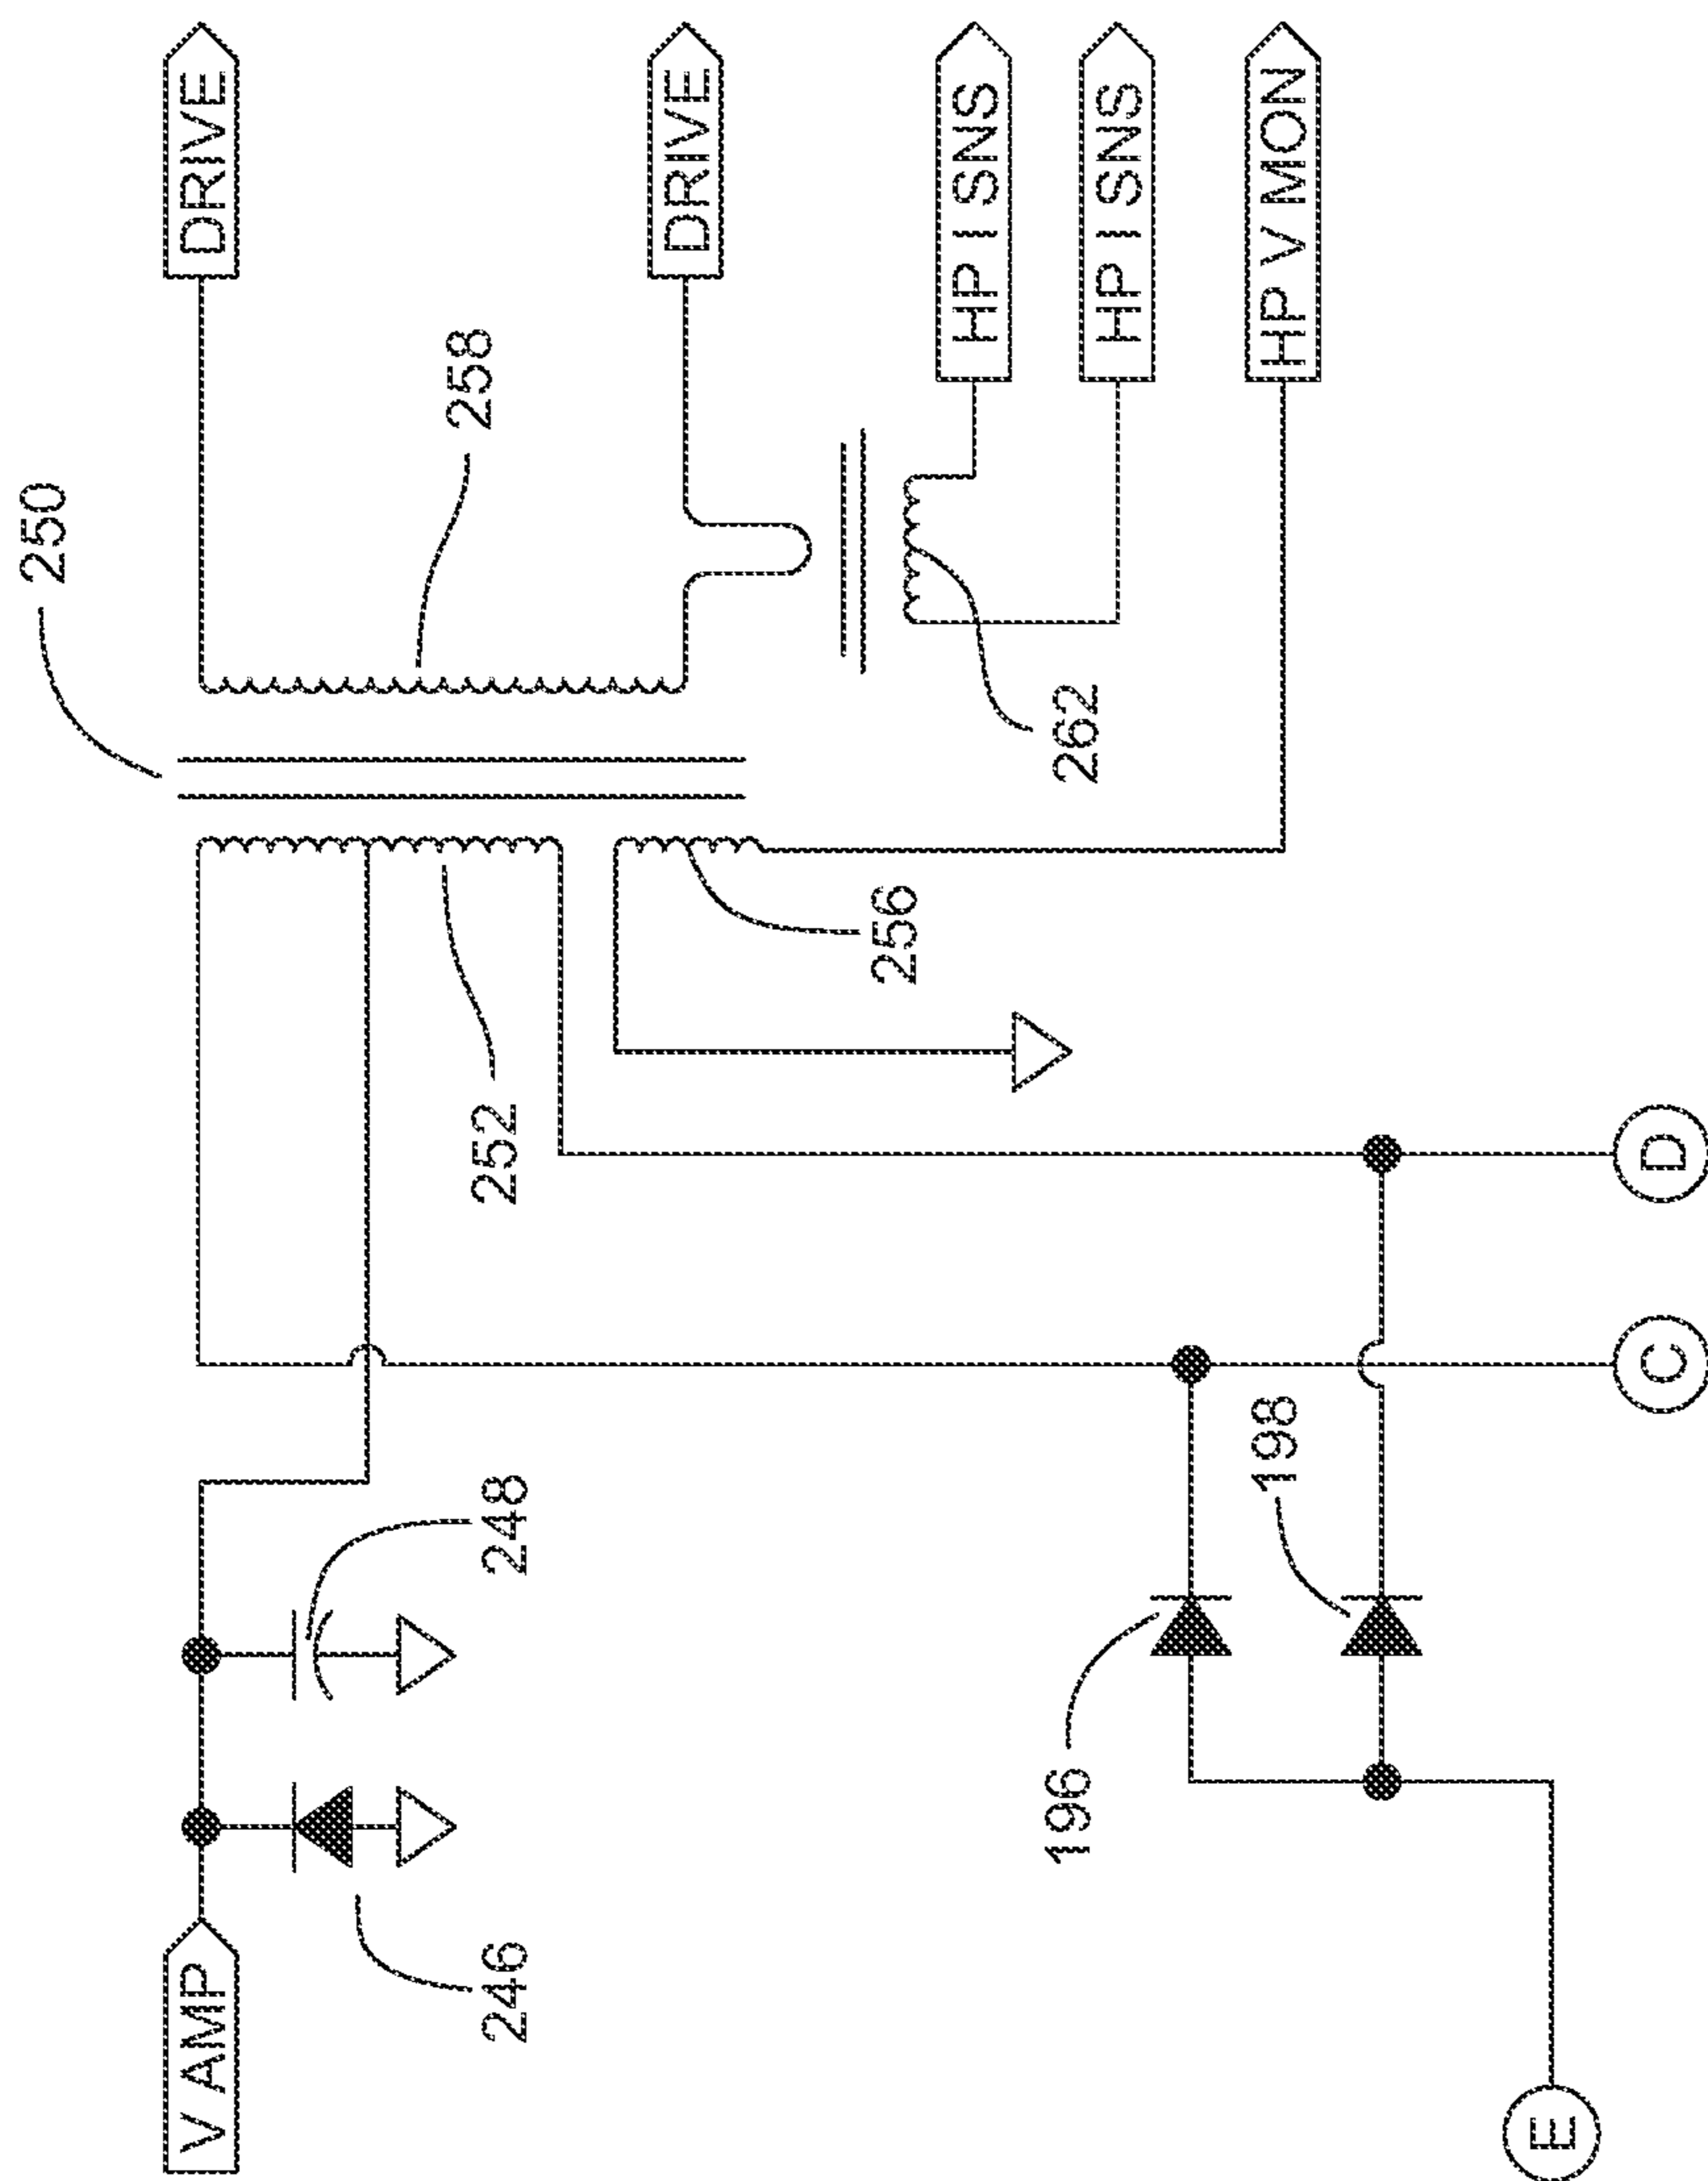 250
DRIVE
258
DRIVE
HP I SNS
HP I SNS
HP V MON
252
256
262
V AMP
246
248
196
198
E
C
D